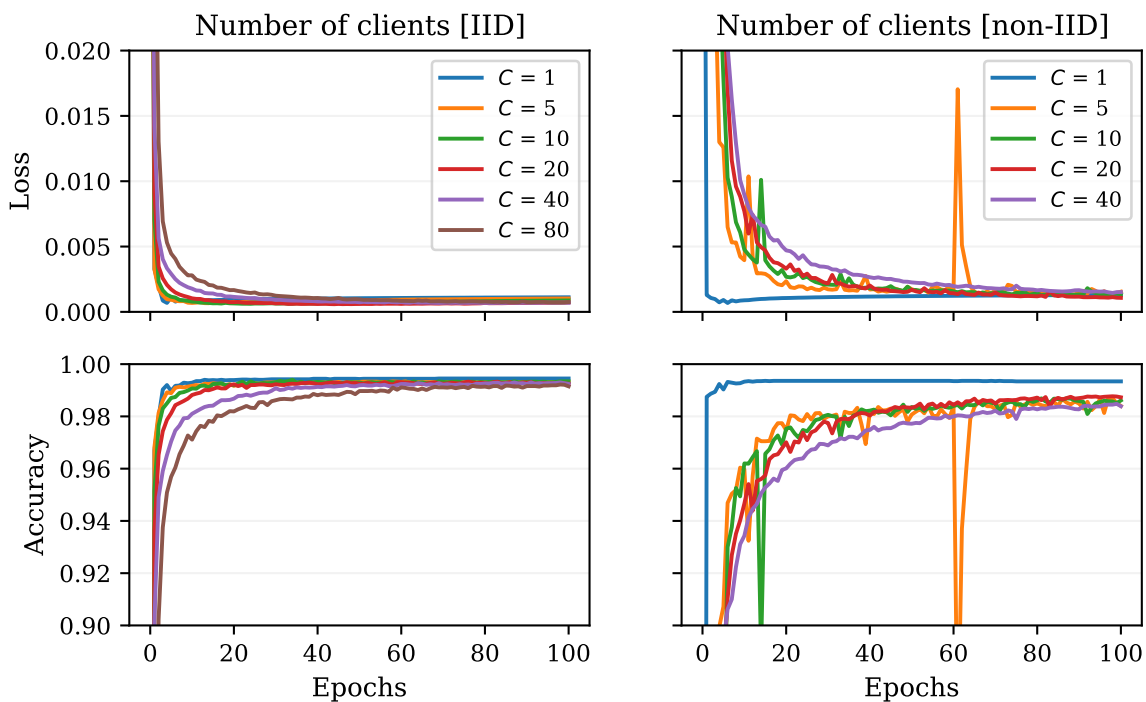 Number of clients [IID]
Number of clients [non-IID]
0.020
0.015
0.010
0.005
0.000
Loss
C = 1
C = 5
C = 10
C = 20
C = 40
C = 80
C = 1
C = 5
C = 10
C = 20
C = 40
1.00
0.98
0.96
0.94
0.92
0.90
Accuracy
0 20 40 60 80 100
Epochs
0 20 40 60 80 100
Epochs